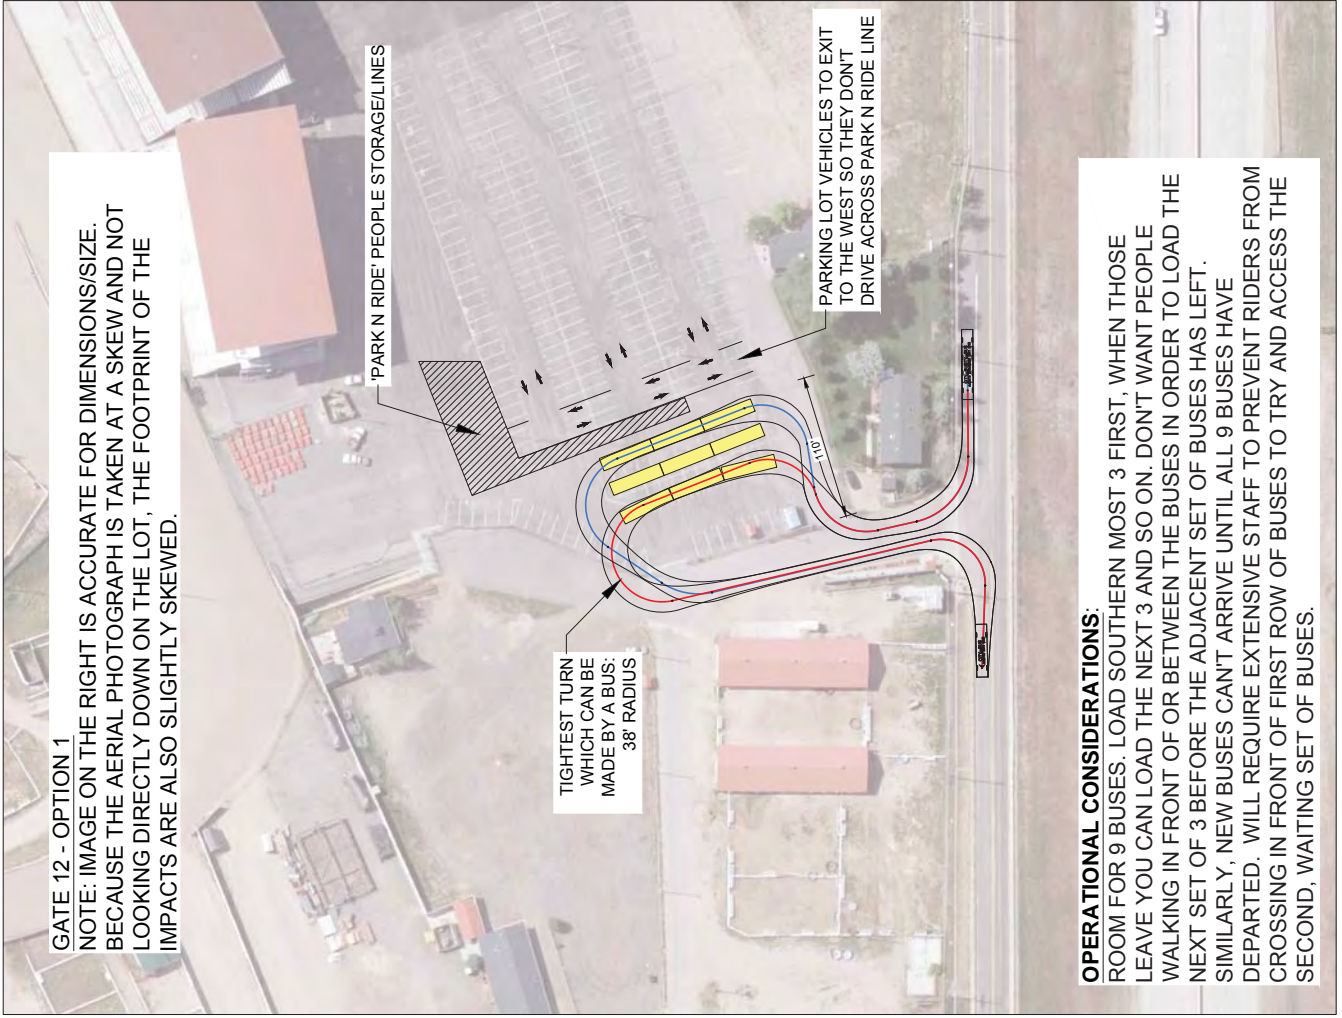 GATE 12 - OPTION 1
NOTE: IMAGE ON THE RIGHT IS ACCURATE FOR DIMENSIONS/SIZE.
BECAUSE THE AERIAL PHOTOGRAPH IS TAKEN AT A SKEW AND NOT
LOOKING DIRECTLY DOWN ON THE LOT, THE FOOTPRINT OF THE
IMPACTS ARE ALSO SLIGHTLY SKEWED.
'PARK N RIDE' PEOPLE STORAGE/LINES
TIGHTEST TURN
WHICH CAN BE
MADE BY A BUS:
38' RADIUS
PARKING LOT VEHICLES TO EXIT
TO THE WEST SO THEY DON'T
DRIVE ACROSS PARK N RIDE LINE
110'
OPERATIONAL CONSIDERATIONS:
ROOM FOR 9 BUSES. LOAD SOUTHERN MOST 3 FIRST, WHEN THOSE
LEAVE YOU CAN LOAD THE NEXT 3 AND SO ON. DON'T WANT PEOPLE
WALKING IN FRONT OF OR BETWEEN THE BUSES IN ORDER TO LOAD THE
NEXT SET OF 3 BEFORE THE ADJACENT SET OF BUSES HAS LEFT.
SIMILARLY, NEW BUSES CAN'T ARRIVE UNTIL ALL 9 BUSES HAVE
DEPARTED. WILL REQUIRE EXTENSIVE STAFF TO PREVENT RIDERS FROM
CROSSING IN FRONT OF FIRST ROW OF BUSES TO TRY AND ACCESS THE
SECOND, WAITING SET OF BUSES.